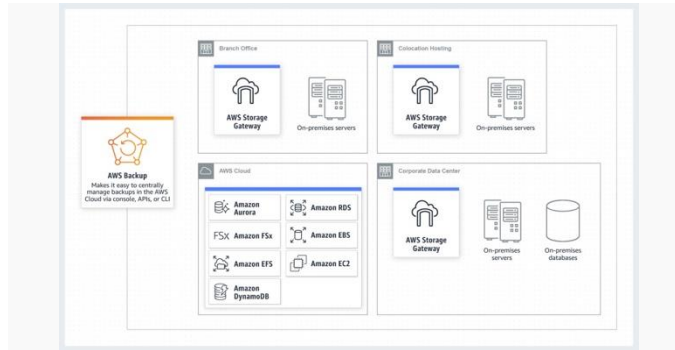 Branch Office
AWS Storage
Gateway
On-premises servers
Colocation Hosting
AWS Storage
Gateway
On-premises servers
AWS Backup
Makes it easy to centrally
manage backups in the AWS
Cloud via console, APIs, or CLI
AWS Cloud
Amazon
Aurora
Amazon RDS
FSx Amazon FSx
Amazon EBS
Amazon EFS
Amazon EC2
Amazon
DynamoDB
Corporate Data Center
AWS Storage
Gateway
On-premises
servers
On-premises
databases